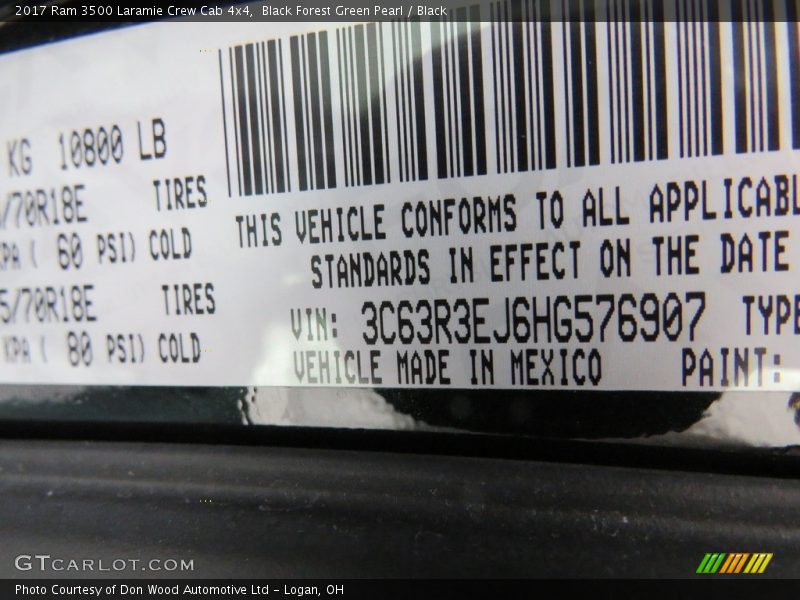 2017 Ram 3500 Laramie Crew Cab 4x4, Black Forest Green Pearl / Black
KG 10800 LB
/70R18E TIRES
KPA ( 60 PSI) COLD
5/70R18E TIRES
KPA ( 80 PSI) COLD
THIS VEHICLE CONFORMS TO ALL APPLICABL
STANDARDS IN EFFECT ON THE DATE
VIN: 3C63R3EJ6HG576907 TYPE
VEHICLE MADE IN MEXICO PAINT:
GTCARLOT.COM
Photo Courtesy of Don Wood Automotive Ltd - Logan, OH